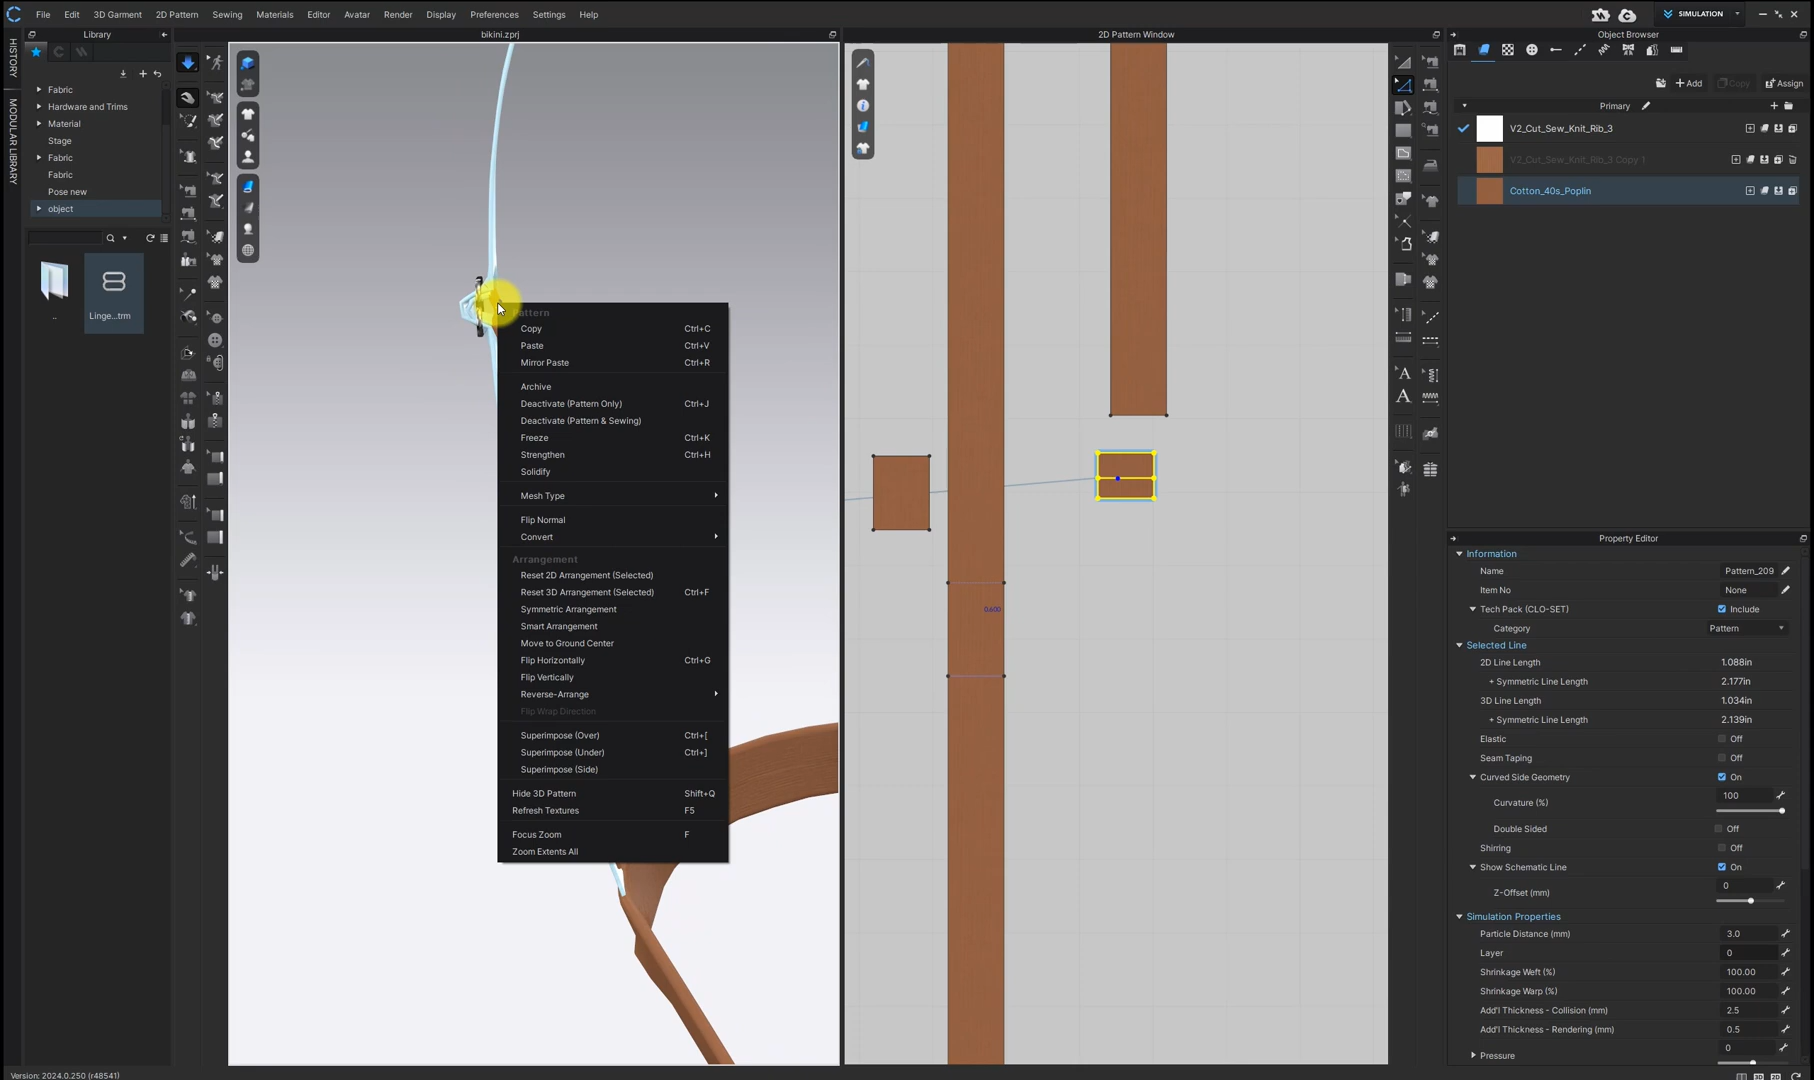 File Edit 3D Garment 2D Pattern Sewing Materials Editor Avatar Render Display Preferences Settings Help
SIMULATION
HISTORY
MODULAR LIBRARY
Library
Fabric
Hardware and Trims
Material
Stage
Fabric
Fabric
Pose new
object
..
Linge...trm
bikini.zprj
Pattern
Copy Ctrl+C
Paste Ctrl+V
Mirror Paste Ctrl+R
Archive
Deactivate (Pattern Only) Ctrl+J
Deactivate (Pattern & Sewing)
Freeze Ctrl+K
Strengthen Ctrl+H
Solidify
Mesh Type
Flip Normal
Convert
Arrangement
Reset 2D Arrangement (Selected)
Reset 3D Arrangement (Selected) Ctrl+F
Symmetric Arrangement
Smart Arrangement
Move to Ground Center
Flip Horizontally Ctrl+G
Flip Vertically
Reverse-Arrange
Flip Wrap Direction
Superimpose (Over) Ctrl+[
Superimpose (Under) Ctrl+]
Superimpose (Side)
Hide 3D Pattern Shift+Q
Refresh Textures F5
Focus Zoom F
Zoom Extents All
2D Pattern Window
0.600
Object Browser
Add Copy Assign
Primary
V2_Cut_Sew_Knit_Rib_3
V2_Cut_Sew_Knit_Rib_3 Copy 1
Cotton_40s_Poplin
Property Editor
Information
Name Pattern_209
Item No None
Tech Pack (CLO-SET) Include
Category Pattern
Selected Line
2D Line Length 1.088in
+ Symmetric Line Length 2.177in
3D Line Length 1.034in
+ Symmetric Line Length 2.139in
Elastic Off
Seam Taping Off
Curved Side Geometry On
Curvature (%) 100
Double Sided Off
Shirring Off
Show Schematic Line On
Z-Offset (mm) 0
Simulation Properties
Particle Distance (mm) 3.0
Layer 0
Shrinkage Weft (%) 100.00
Shrinkage Warp (%) 100.00
Add'l Thickness - Collision (mm) 2.5
Add'l Thickness - Rendering (mm) 0.5
Pressure 0
Version: 2024.0.250 (r48541)